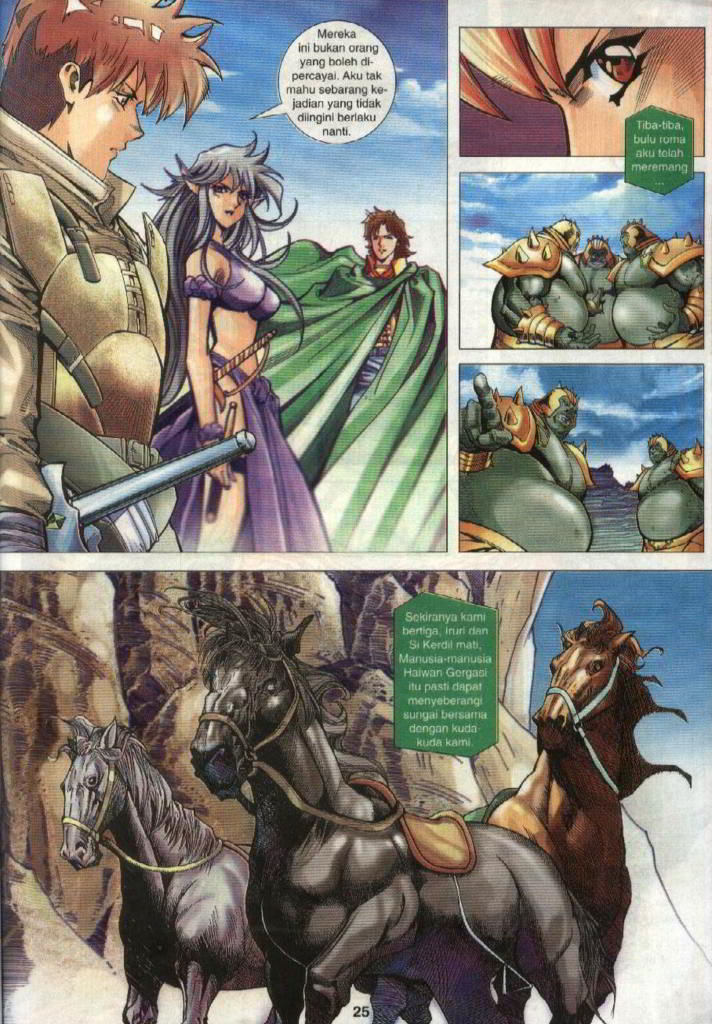 Mereka
ini bukan orang
yang boleh di-
percayai. Aku tak
mahu sebarang ke-
jadian yang tidak
diingini berlaku
nanti.
Tiba-tiba,
bulu roma
aku telah
meremang
...
Sekiranya kami
bertiga, Iruri dan
Si Kerdil mati,
Manusia-manusia
Haiwan Gergasi
itu pasti dapat
menyeberangi
sungai bersama
dengan kuda-
kuda kami.
25